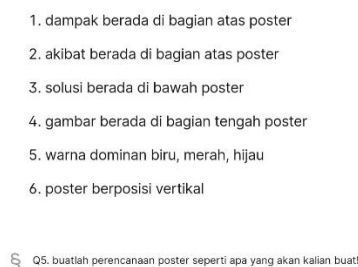 1. dampak berada di bagian atas poster
2. akibat berada di bagian atas poster
3. solusi berada di bawah poster
4. gambar berada di bagian tengah poster
5. warna dominan biru, merah, hijau
6. poster berposisi vertikal
Q5. buatlah perencanaan poster seperti apa yang akan kalian buat!